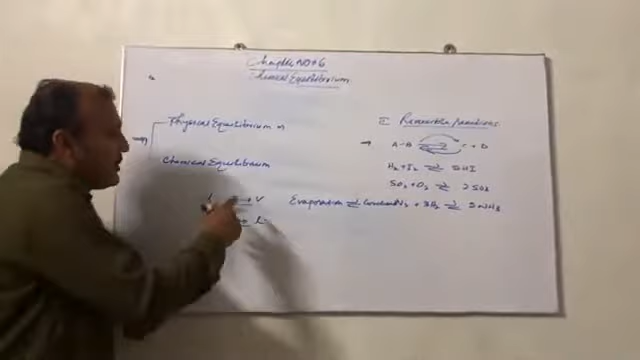 Chapter No 6
Chemical Equilibrium
Physical Equilibrium
Chemical Equilibrium
Reversible reactions
H₂ + I₂ ⇌ 2HI
SO₂ + O₂ ⇌ 2SO₃
Evaporation ⇌
N₂ + 3H₂ ⇌ 2NH₃